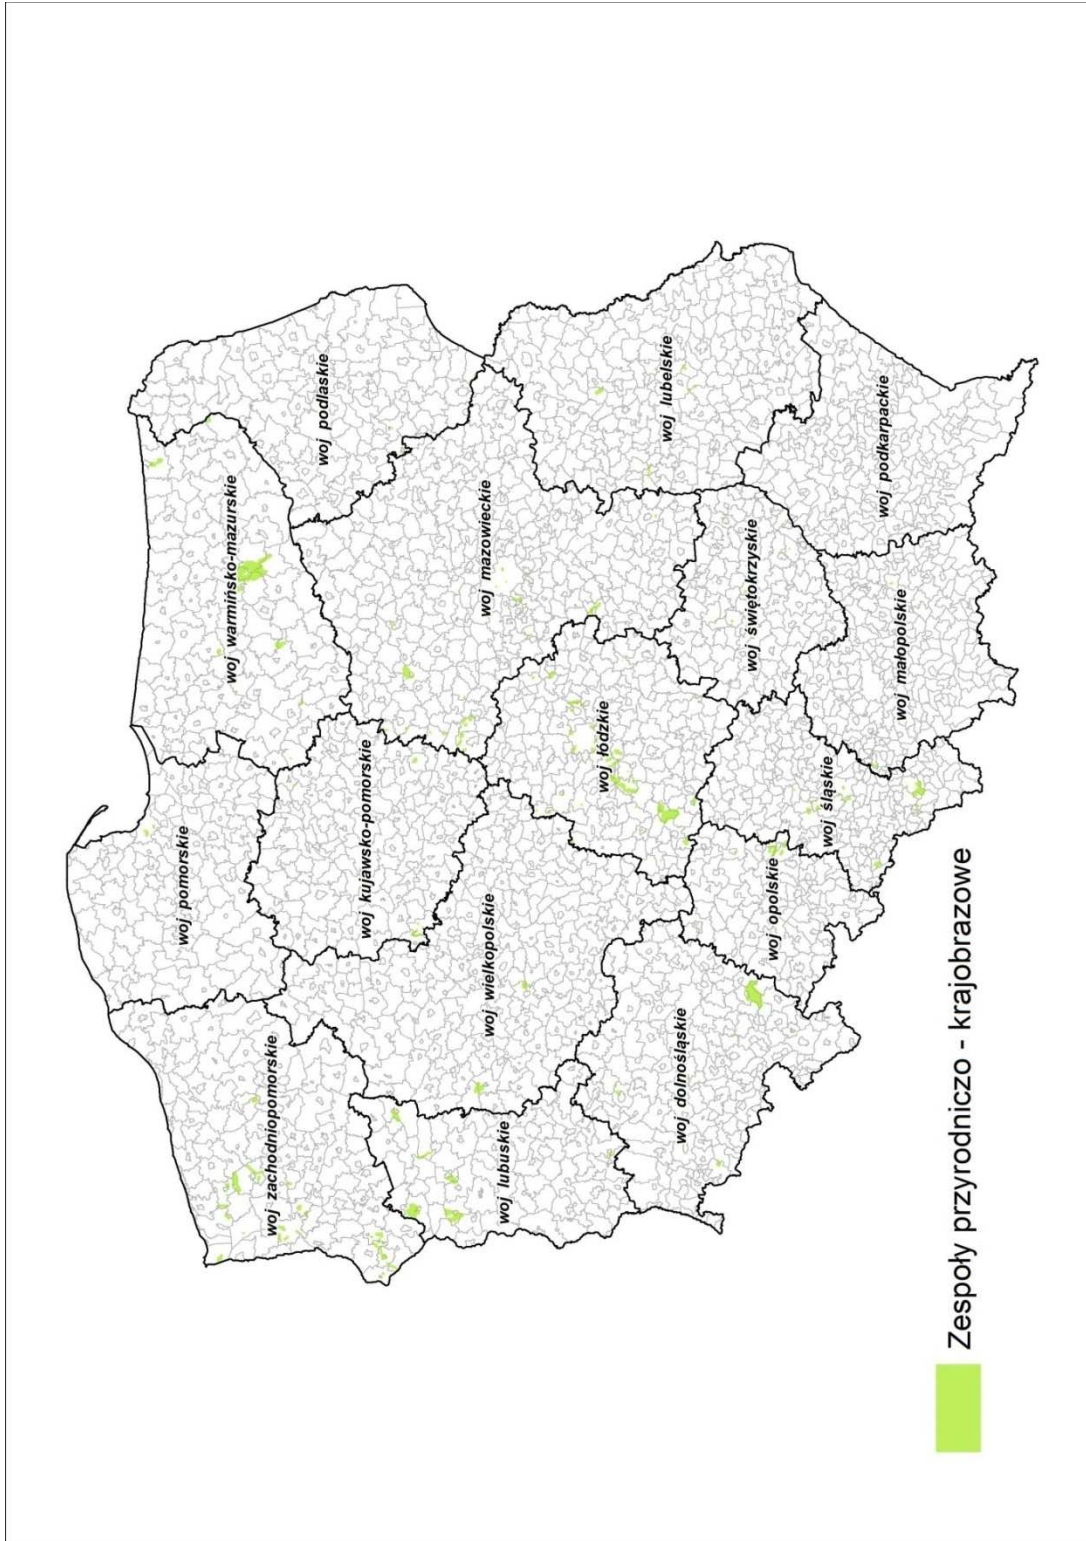 woj pomorskie
woj warmińsko-mazurskie
woj podlaskie
woj zachodniopomorskie
woj kujawsko-pomorskie
woj mazowieckie
woj wielkopolskie
woj lubuskie
woj łódzkie
woj lubelskie
woj dolnośląskie
woj opolskie
woj śląskie
woj świętokrzyskie
woj małopolskie
woj podkarpackie
Zespoły przyrodniczo - krajobrazowe